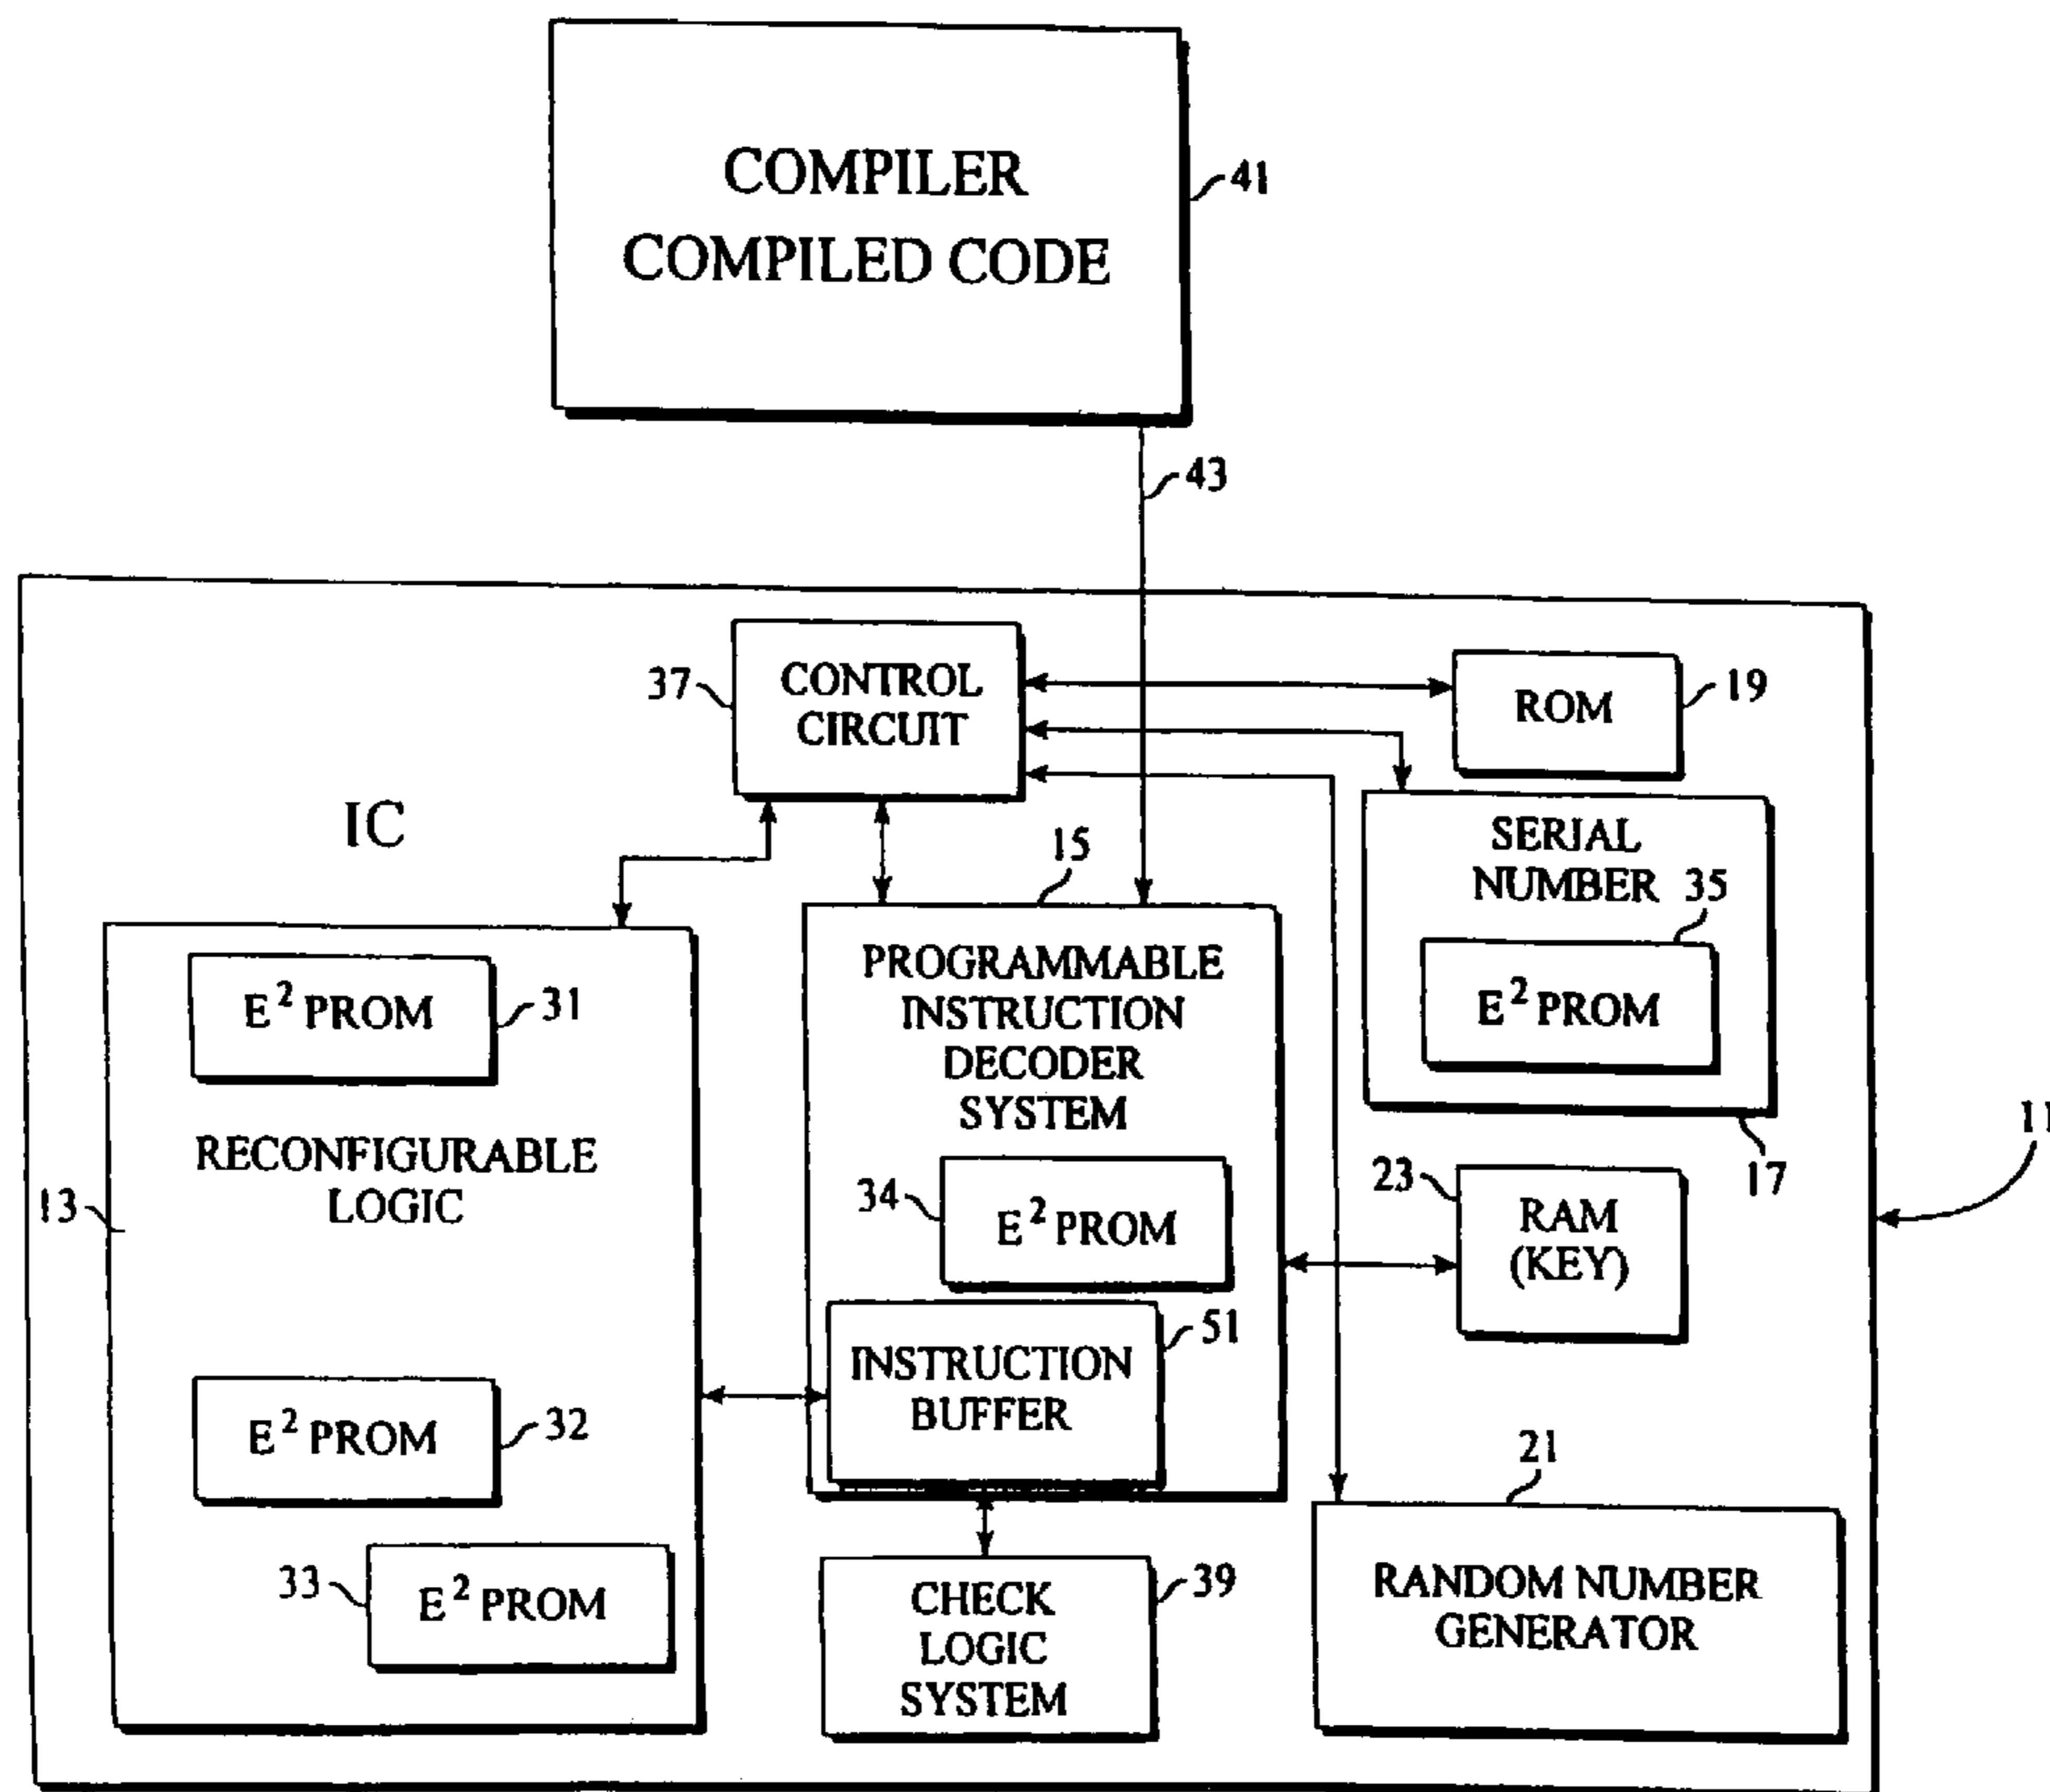 COMPILER
COMPILED CODE
41
43
37
CONTROL
CIRCUIT
ROM
19
IC
15
SERIAL
NUMBER 35
E² PROM
17
E² PROM
31
RECONFIGURABLE
LOGIC
13
E² PROM
32
33
E² PROM
PROGRAMMABLE
INSTRUCTION
DECODER
SYSTEM
34
E² PROM
51
INSTRUCTION
BUFFER
23
RAM
(KEY)
11
21
RANDOM NUMBER
GENERATOR
CHECK
LOGIC
SYSTEM
39